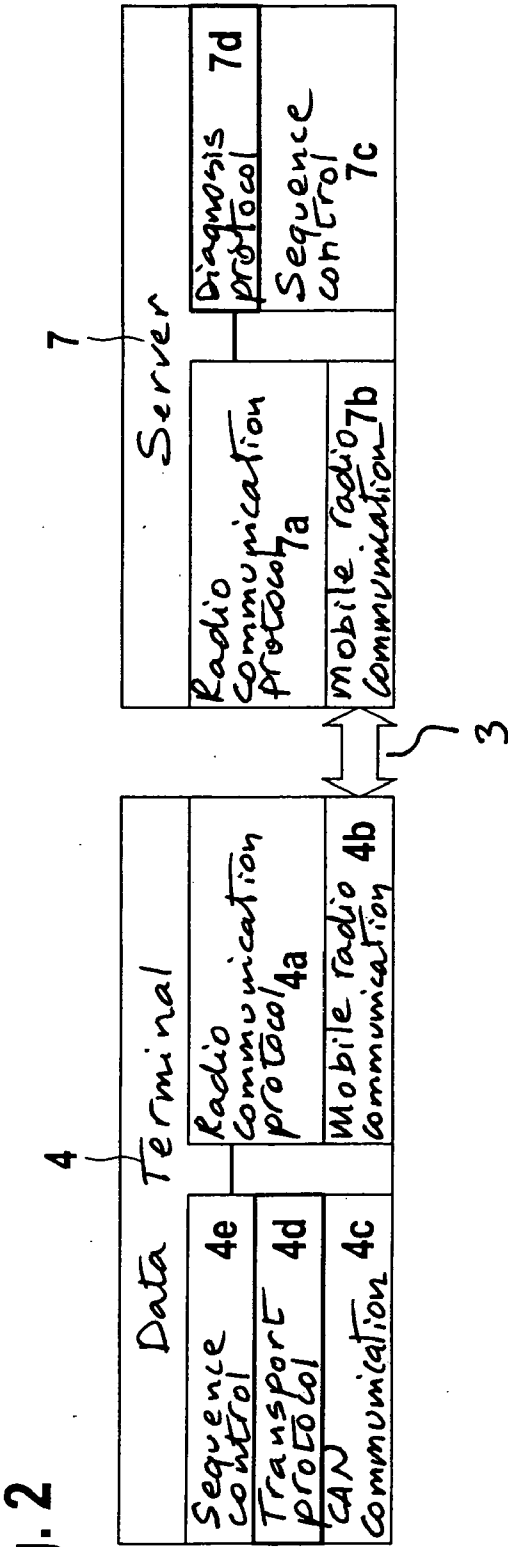 . 2
4
Data Terminal
Sequence
control
4e
Transport
protocol
4d
CAN
communication
4c
Radio
communication
protocol
4a
Mobile radio
communication
4b
3
7
Server
Radio
communication
protocol
7a
Mobile radio
communication
7b
Diagnosis
protocol
7d
Sequence
control
7c